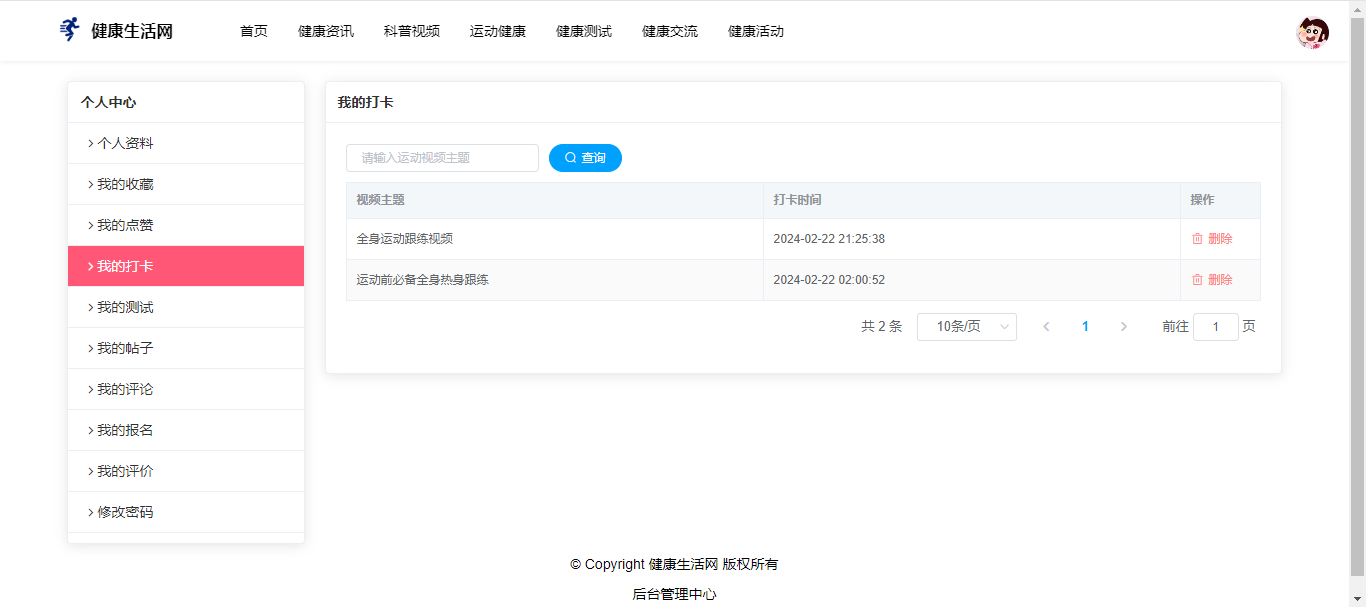 健康生活网 首页 健康资讯 科普视频 运动健康 健康测试 健康交流 健康活动
个人中心
个人资料
我的收藏
我的点赞
我的打卡
我的测试
我的帖子
我的评论
我的报名
我的评价
修改密码
我的打卡
请输入运动视频主题 查询
视频主题 打卡时间 操作
全身运动跟练视频 2024-02-22 21:25:38 删除
运动前必备全身热身跟练 2024-02-22 02:00:52 删除
共 2 条 10条/页 1 前往 1 页
© Copyright 健康生活网 版权所有
后台管理中心